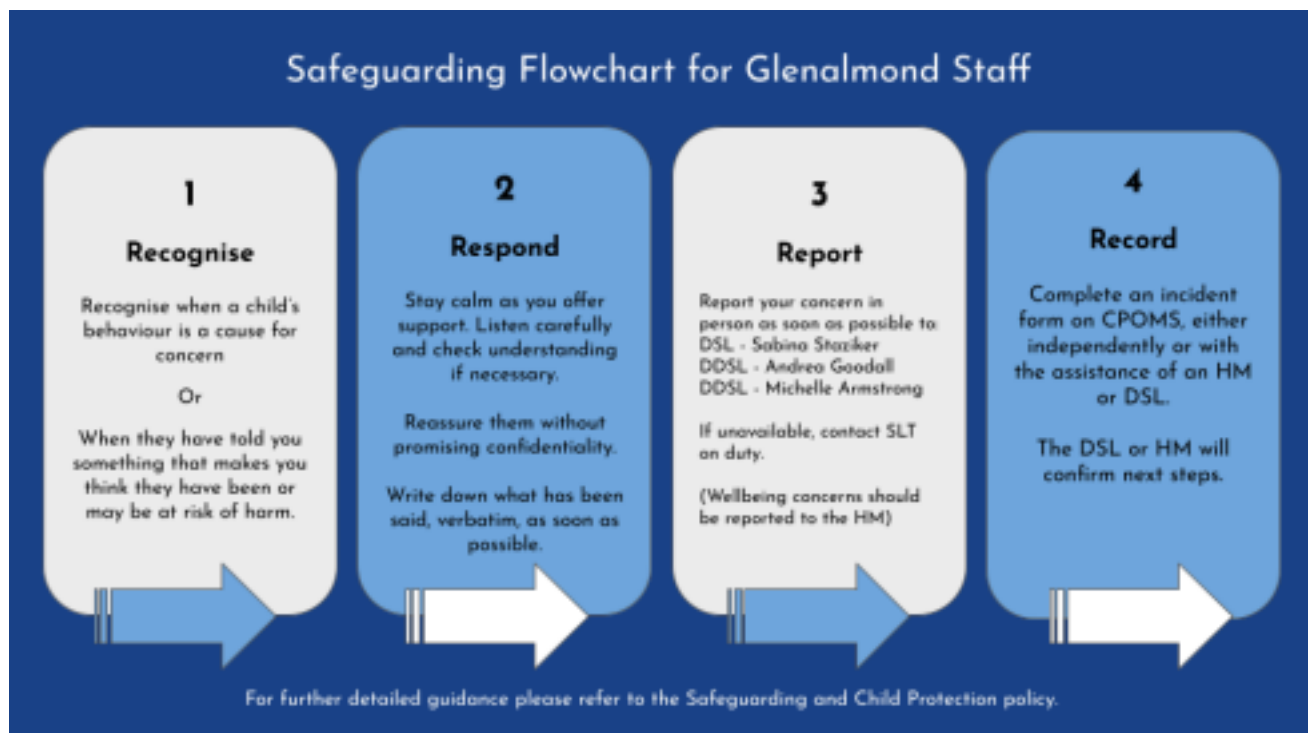 Safeguarding Flowchart for Glenalmond Staff
1
Recognise
Recognise when a child's
behaviour is a cause for
concern
Or
When they have told you
something that makes you
think they have been or
may be at risk of harm.
2
Respond
Stay calm as you offer
support. Listen carefully
and check understanding
if necessary.
Reassure them without
promising confidentiality.
Write down what has been
said, verbatim, as soon as
possible.
3
Report
Report your concern in
person as soon as possible to:
DSL - Sabina Staziker
DDSL - Andrea Goodall
DDSL - Michelle Armstrong
If unavailable, contact SLT
on duty.
(Wellbeing concerns should
be reported to the HM)
4
Record
Complete an incident
form on CPOMS, either
independently or with
the assistance of an HM
or DSL.
The DSL or HM will
confirm next steps.
For further detailed guidance please refer to the Safeguarding and Child Protection policy.